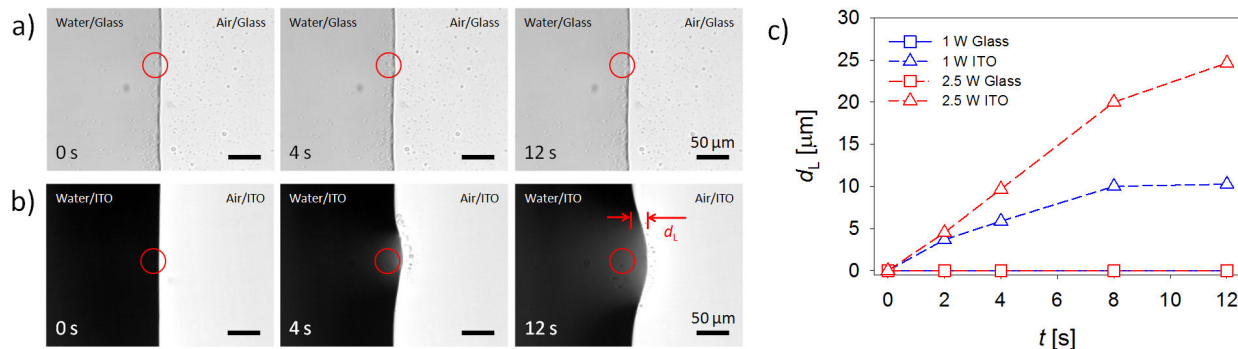 a)
Water/Glass Air/Glass
0 s
Water/Glass Air/Glass
4 s
Water/Glass Air/Glass
12 s
50 μm
b)
Water/ITO Air/ITO
0 s
Water/ITO Air/ITO
4 s
Water/ITO Air/ITO
dL
12 s
50 μm
c)
30
25
20
15
10
5
0
dL [μm]
1 W Glass
1 W ITO
2.5 W Glass
2.5 W ITO
0 2 4 6 8 10 12
t [s]